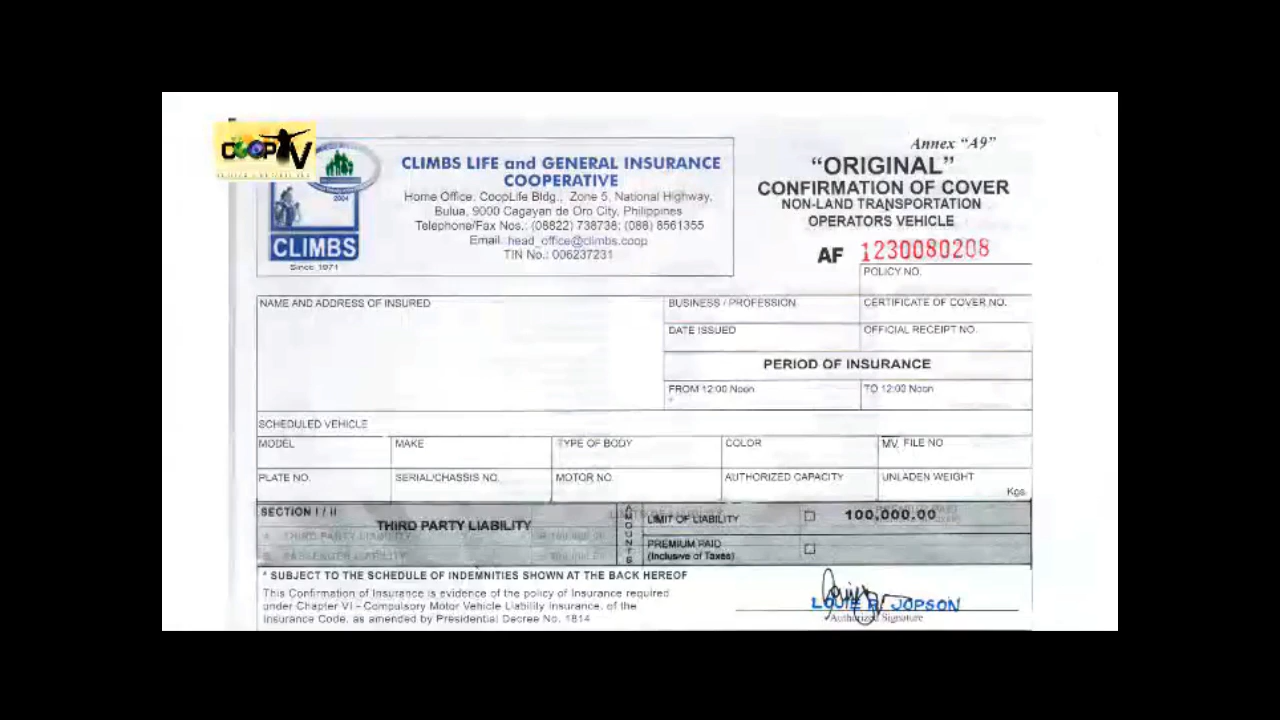 COOPTV
Annex "A9"
2004
CLIMBS
Since 1971
CLIMBS LIFE and GENERAL INSURANCE
COOPERATIVE
Home Office: CoopLife Bldg., Zone 5, National Highway,
Bulua, 9000 Cagayan de Oro City, Philippines
Telephone/Fax Nos.: (08822) 738738; (088) 8561355
Email: head_office@climbs.coop
TIN No.: 006237231
"ORIGINAL"
CONFIRMATION OF COVER
NON-LAND TRANSPORTATION
OPERATORS VEHICLE
AF 1230080208
POLICY NO.
NAME AND ADDRESS OF INSURED
BUSINESS / PROFESSION
CERTIFICATE OF COVER NO.
DATE ISSUED
OFFICIAL RECEIPT NO.
PERIOD OF INSURANCE
FROM 12:00 Noon
TO 12:00 Noon
SCHEDULED VEHICLE
MODEL
MAKE
TYPE OF BODY
COLOR
MV. FILE NO
PLATE NO.
SERIAL/CHASSIS NO.
MOTOR NO.
AUTHORIZED CAPACITY
UNLADEN WEIGHT
Kgs
SECTION I / II
THIRD PARTY LIABILITY
A. THIRD PARTY LIABILITY
B. PASSENGER LIABILITY
AMOUNTS
LIMIT OF LIABILITY
100,000.00
PREMIUM PAID
(Inclusive of Taxes)
* SUBJECT TO THE SCHEDULE OF INDEMNITIES SHOWN AT THE BACK HEREOF
This Confirmation of Insurance is evidence of the policy of Insurance required
under Chapter VI - Compulsory Motor Vehicle Liability Insurance, of the
Insurance Code, as amended by Presidential Decree No. 1814
LOUIE R. JOPSON
Authorized Signature